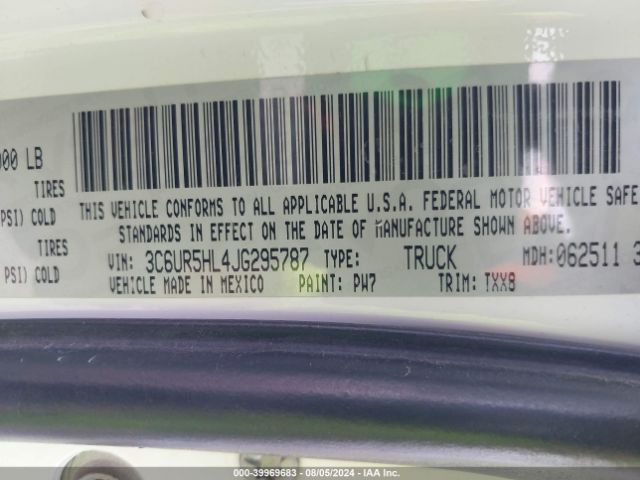 000 LB
TIRES
PSI) COLD
TIRES
PSI) COLD
THIS VEHICLE CONFORMS TO ALL APPLICABLE U.S.A. FEDERAL MOTOR VEHICLE SAFE
STANDARDS IN EFFECT ON THE DATE OF MANUFACTURE SHOWN ABOVE.
VIN: 3C6UR5HL4JG295787 TYPE: TRUCK MDH: 062511 3
VEHICLE MADE IN MEXICO PAINT: PW7 TRIM: TXX8
000-39969683 - 08/05/2024 - IAA Inc.